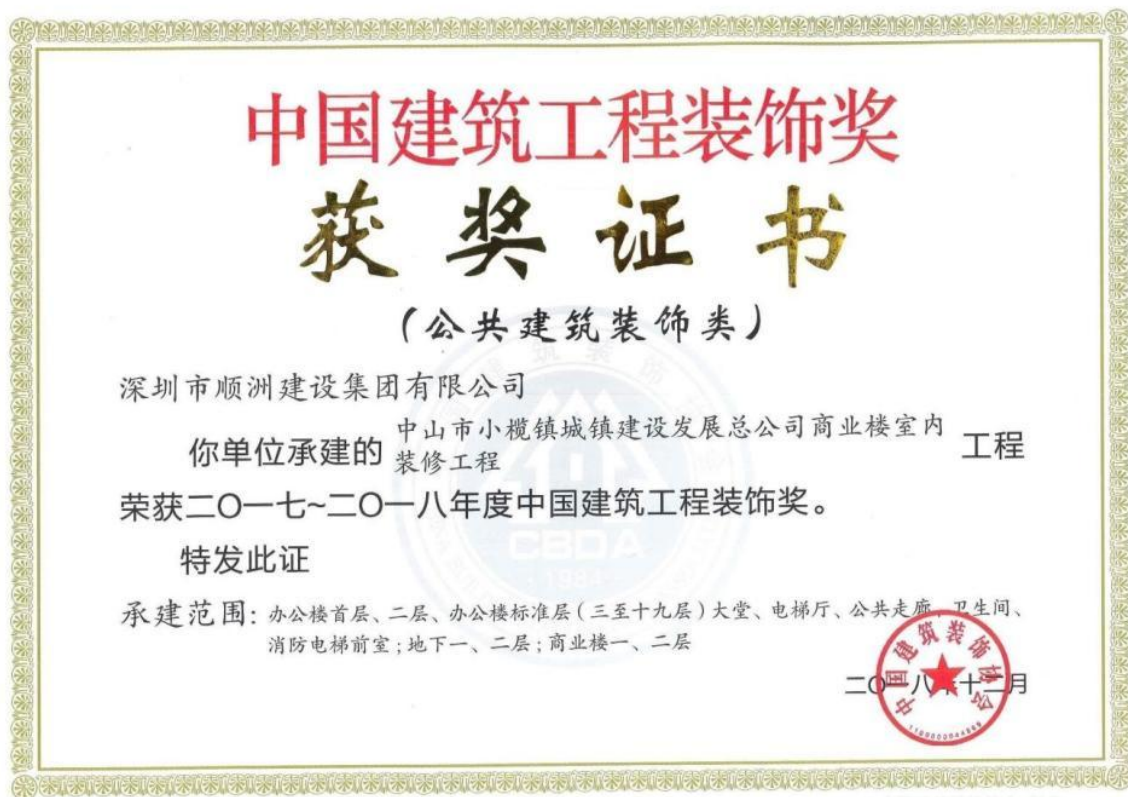 中国建筑工程装饰奖
获奖证书
（公共建筑装饰类）
深圳市顺洲建设集团有限公司
你单位承建的 中山市小榄镇城镇建设发展总公司商业楼室内 工程
装修工程
荣获二〇一七~二〇一八年度中国建筑工程装饰奖。
特发此证
承建范围：办公楼首层、二层、办公楼标准层（三至十九层）大堂、电梯厅、公共走廊、卫生间、
消防电梯前室；地下一、二层；商业楼一、二层
二〇一八年十二月
中国建筑装饰协会
CBDA
1984